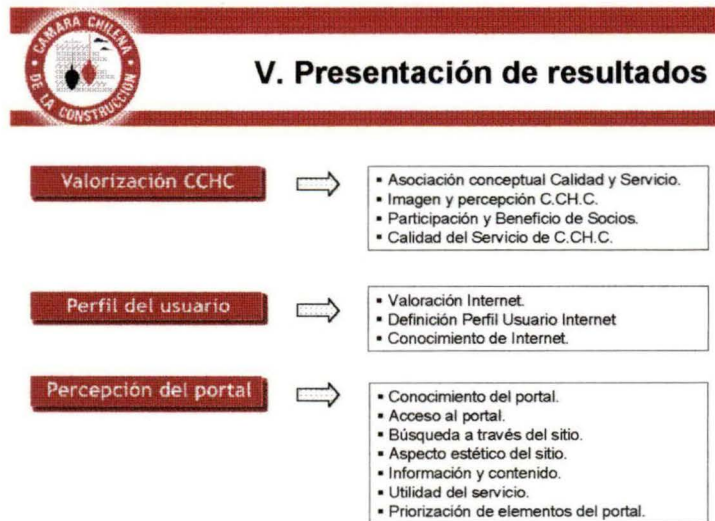 CAMARA CHILENA
DE LA CONSTRUCCION
V. Presentación de resultados
Valorización CCHC
▪ Asociación conceptual Calidad y Servicio.
▪ Imagen y percepción C.CH.C.
▪ Participación y Beneficio de Socios.
▪ Calidad del Servicio de C.CH.C.
Perfil del usuario
▪ Valoración Internet.
▪ Definición Perfil Usuario Internet
▪ Conocimiento de Internet.
Percepción del portal
▪ Conocimiento del portal.
▪ Acceso al portal.
▪ Búsqueda a través del sitio.
▪ Aspecto estético del sitio.
▪ Información y contenido.
▪ Utilidad del servicio.
▪ Priorización de elementos del portal.